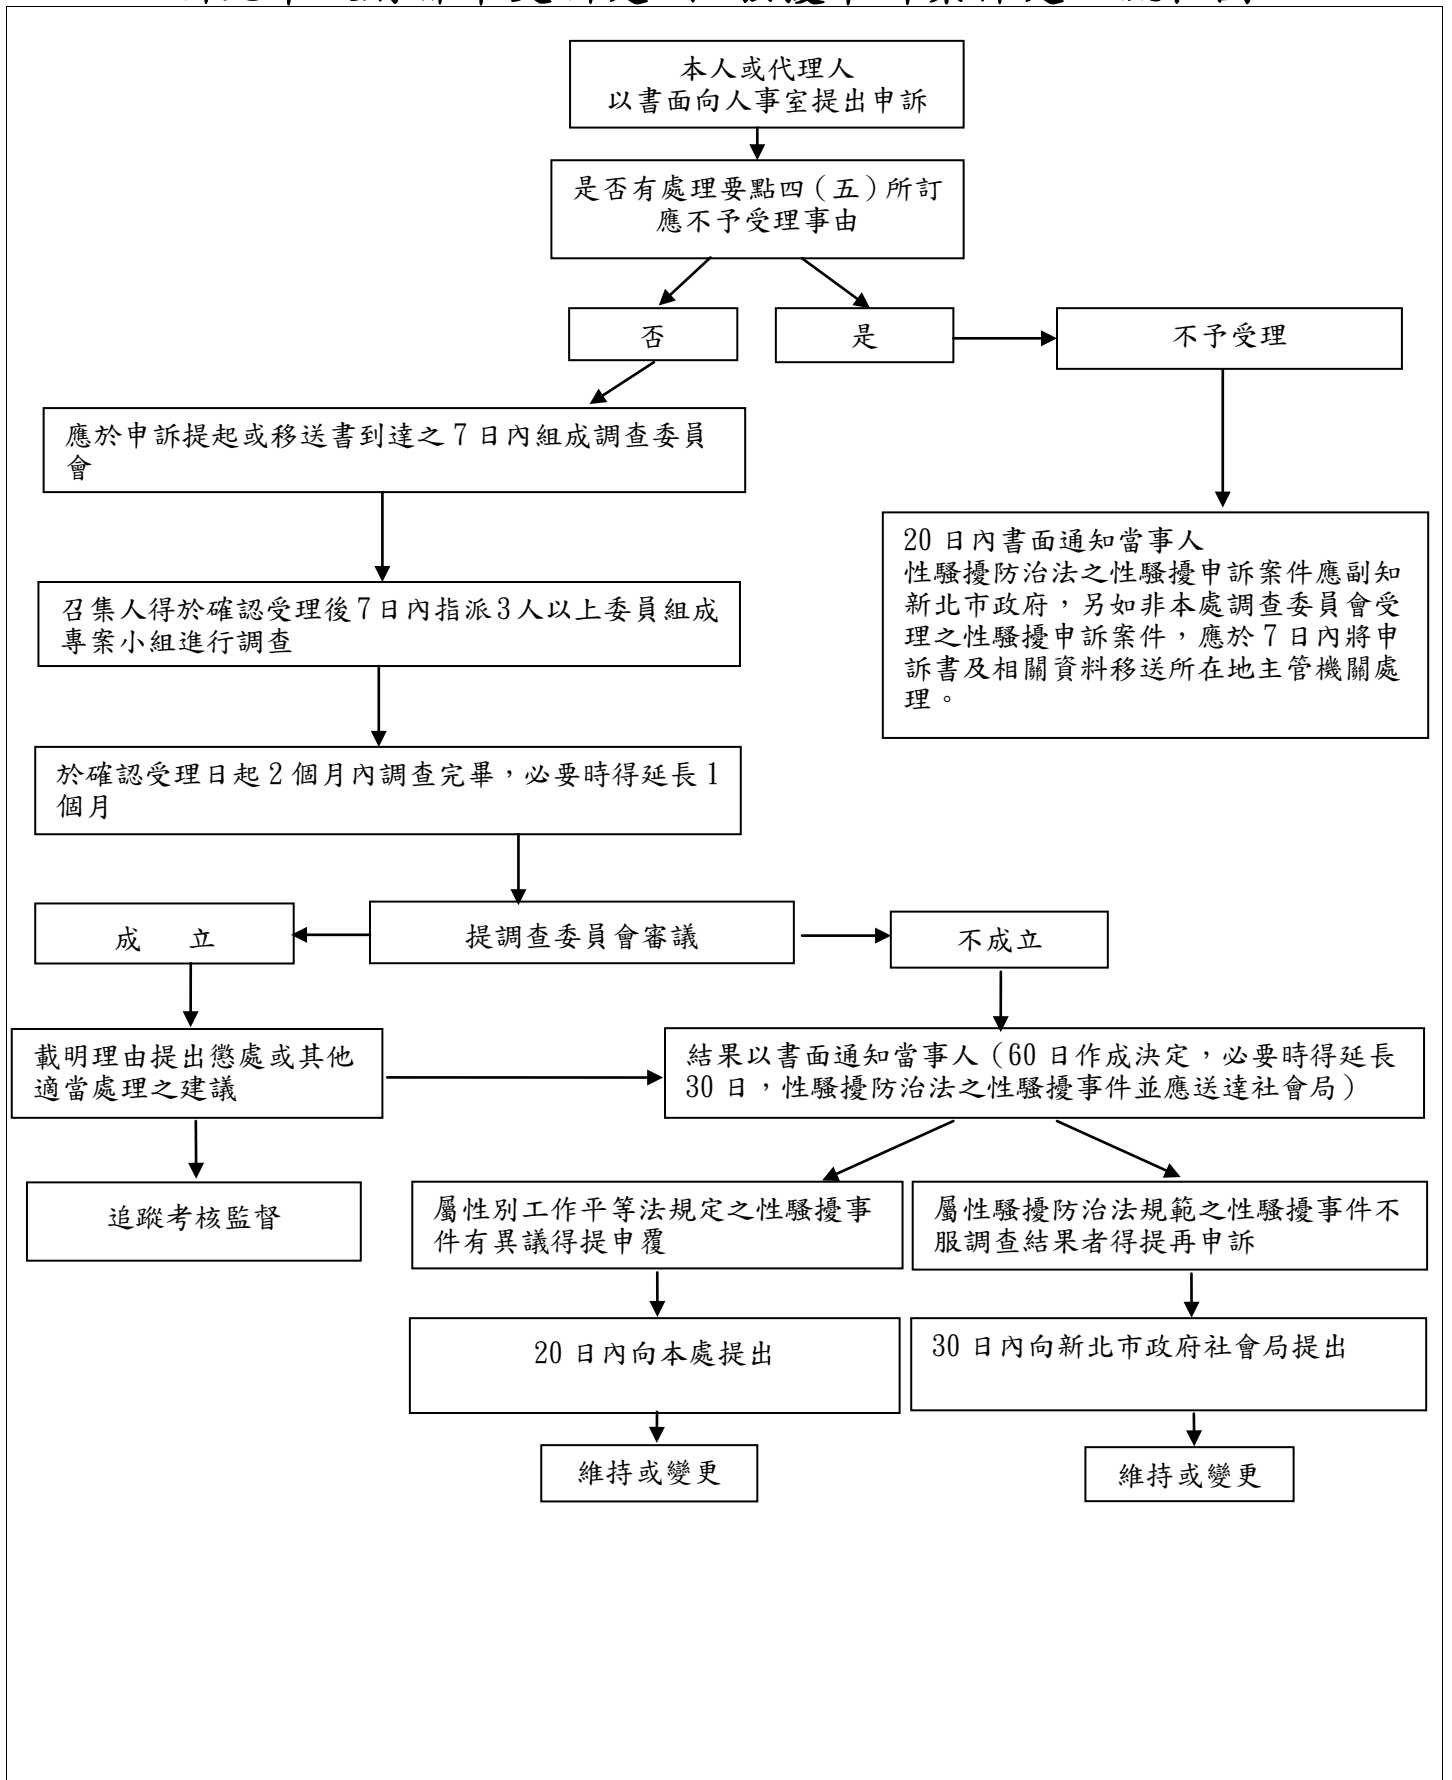 本人或代理人
以書面向人事室提出申訴
是否有處理要點四（五）所訂
應不予受理事由
否
是
不予受理
應於申訴提起或移送書到達之7日內組成調查委員
會
20日內書面通知當事人
性騷擾防治法之性騷擾申訴案件應副知
新北市政府，另如非本處調查委員會受
理之性騷擾申訴案件，應於7日內將申
訴書及相關資料移送所在地主管機關處
理。
召集人得於確認受理後7日內指派3人以上委員組成
專案小組進行調查
於確認受理日起2個月內調查完畢，必要時得延長1
個月
成　　立
提調查委員會審議
不成立
載明理由提出懲處或其他
適當處理之建議
結果以書面通知當事人（60日作成決定，必要時得延長
30日，性騷擾防治法之性騷擾事件並應送達社會局）
追蹤考核監督
屬性別工作平等法規定之性騷擾事
件有異議得提申覆
屬性騷擾防治法規範之性騷擾事件不
服調查結果者得提再申訴
20日內向本處提出
30日內向新北市政府社會局提出
維持或變更
維持或變更